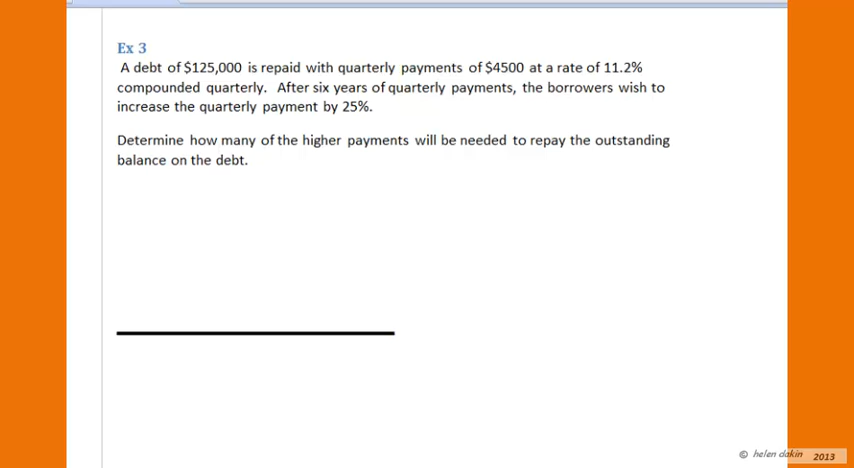 Ex 3
A debt of $125,000 is repaid with quarterly payments of $4500 at a rate of 11.2%
compounded quarterly. After six years of quarterly payments, the borrowers wish to
increase the quarterly payment by 25%.
Determine how many of the higher payments will be needed to repay the outstanding
balance on the debt.
© helen dakin 2013